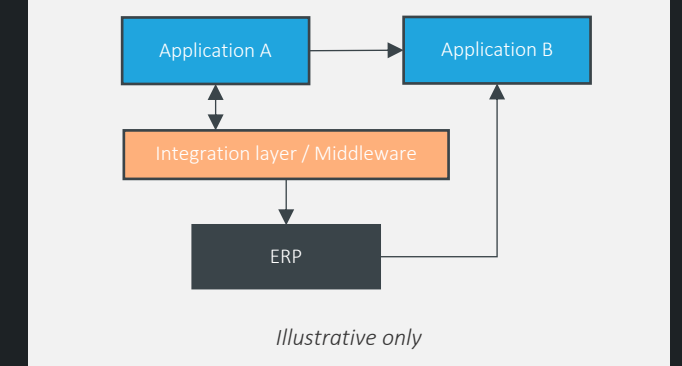 Application A
Application B
Integration layer / Middleware
ERP
Illustrative only